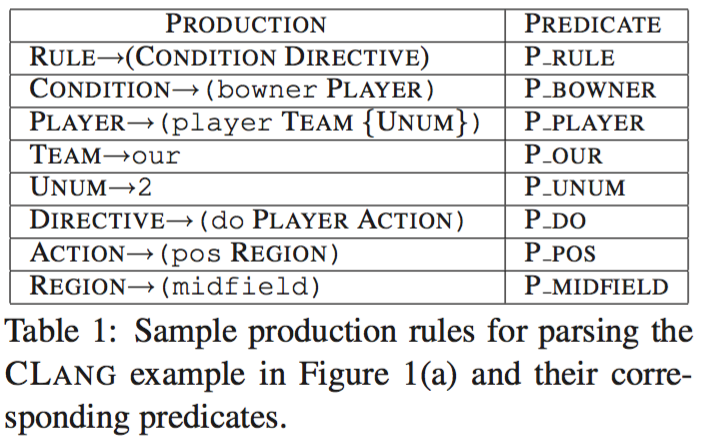 PRODUCTION PREDICATE
RULE→(CONDITION DIRECTIVE) P_RULE
CONDITION→(bowner PLAYER) P_BOWNER
PLAYER→(player TEAM {UNUM}) P_PLAYER
TEAM→our P_OUR
UNUM→2 P_UNUM
DIRECTIVE→(do PLAYER ACTION) P_DO
ACTION→(pos REGION) P_POS
REGION→(midfield) P_MIDFIELD
Table 1: Sample production rules for parsing the
CLANG example in Figure 1(a) and their corre-
sponding predicates.